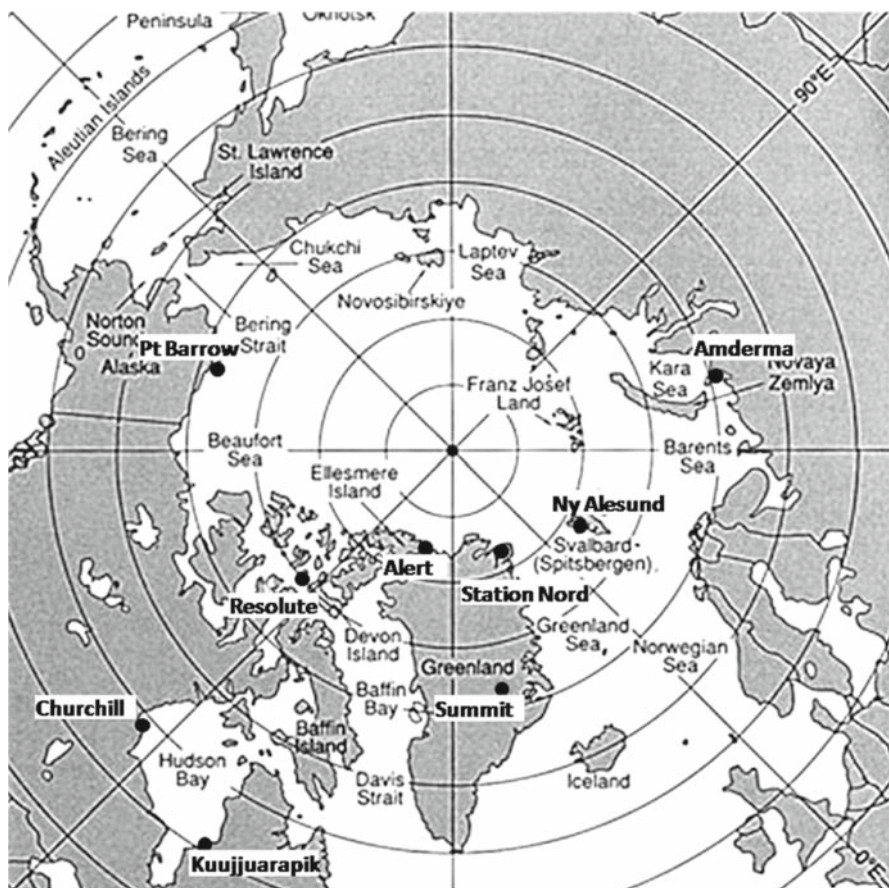 Peninsula
Okhotsk
90°E
Aleutian Islands
Bering
Sea
St. Lawrence
Island
Chukchi
Sea
Laptev
Sea
Novosibirskiye
Norton
Sound
Alaska
Bering
Strait
Pt Barrow
Kara
Sea
Amderma
Novaya
Zemlya
Franz Josef
Land
Beaufort
Sea
Barents
Sea
Ellesmere
Island
Ny Alesund
Svalbard
(Spitsbergen)
Alert
Resolute
Station Nord
Devon
Island
Greenland
Sea
Norwegian
Sea
Greenland
Baffin
Bay
Summit
Churchill
Baffin
Island
Hudson
Bay
Davis
Strait
Iceland
Kuujjuarapik
0°E